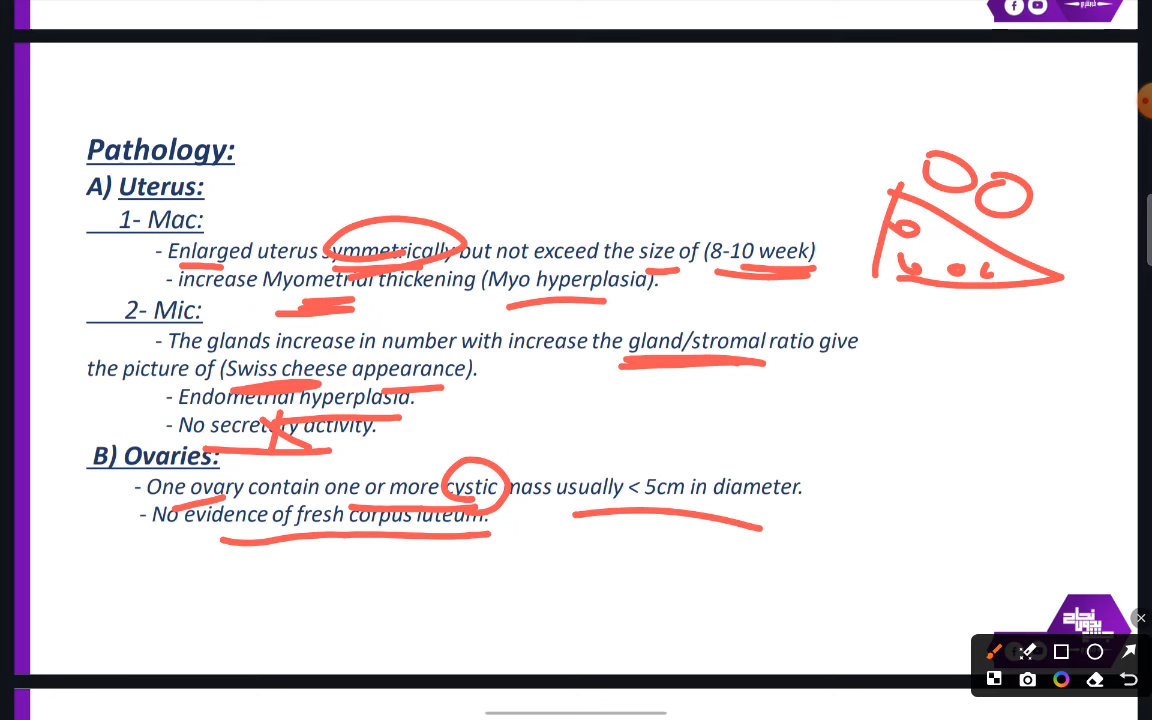 Pathology:
A) Uterus:
1- Mac:
- Enlarged uterus symmetrically but not exceed the size of (8-10 week)
- increase Myometrial thickening (Myo hyperplasia).
2- Mic:
- The glands increase in number with increase the gland/stromal ratio give
the picture of (Swiss cheese appearance).
- Endometrial hyperplasia.
- No secretory activity.
B) Ovaries:
- One ovary contain one or more cystic mass usually < 5cm in diameter.
- No evidence of fresh corpus luteum.